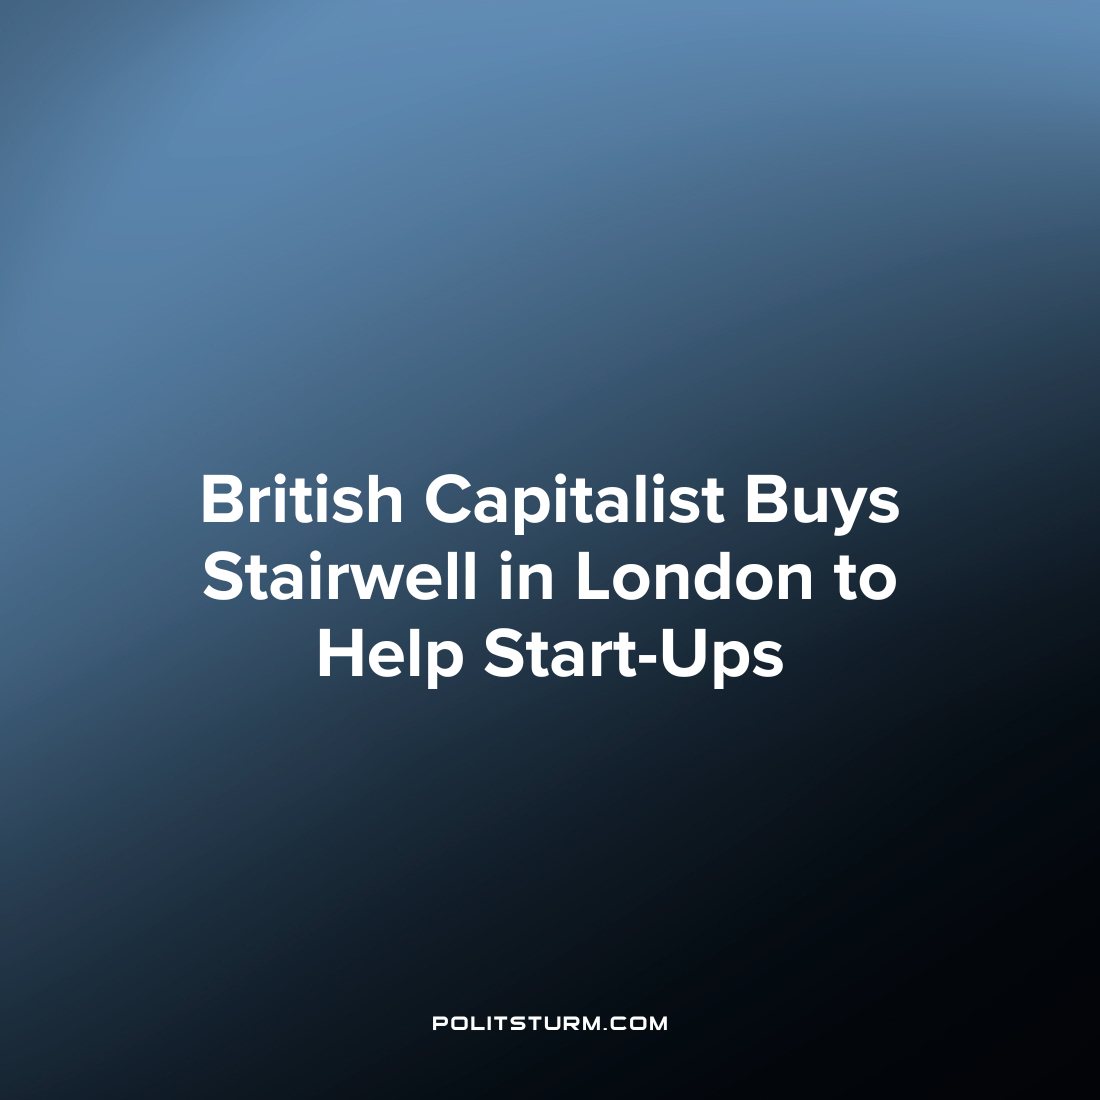 British Capitalist Buys
Stairwell in London to
Help Start-Ups
POLITSTURM.COM